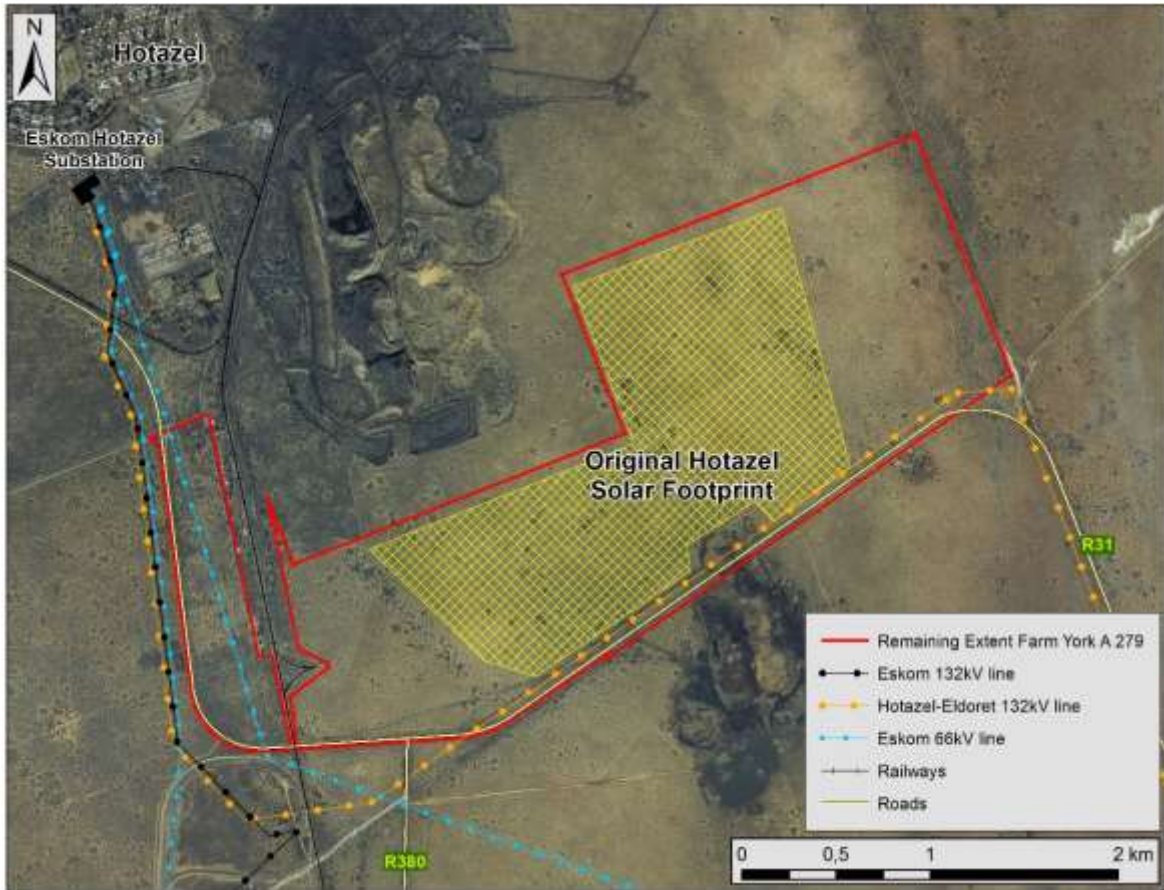 N
Hotazel
Eskom Hotazel
Substation
Original Hotazel
Solar Footprint
R31
R380
Remaining Extent Farm York A 279
Eskom 132kV line
Hotazel-Eldoret 132kV line
Eskom 66kV line
Railways
Roads
0 0,5 1 2 km